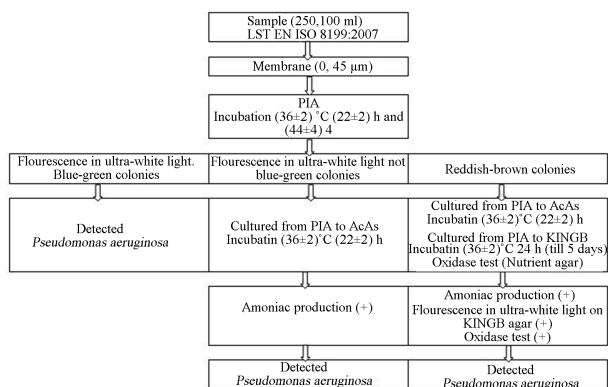 Sample (250,100 ml)
LST EN ISO 8199:2007
Membrane (0, 45 µm)
PIA
Incubation (36±2) ˚C (22±2) h and
(44±4) 4
Flourescence in ultra-white light.
Blue-green colonies
Flourescence in ultra-white light not
blue-green colonies
Reddish-brown colonies
Detected
Pseudomonas aeruginosa
Cultured from PIA to AcAs
Incubatin (36±2)˚C (22±2) h
Cultured from PIA to AcAs
Incubatin (36±2)˚C (22±2) h
Cultured from PIA to KINGB
Incubatin (36±2)˚C 24 h (till 5 days)
Oxidase test (Nutrient agar)
Amoniac production (+)
Amoniac production (+)
Flourescence in ultra-white light on
KINGB agar (+)
Oxidase test (+)
Detected
Pseudomonas aeruginosa
Detected
Pseudomonas aeruginosa